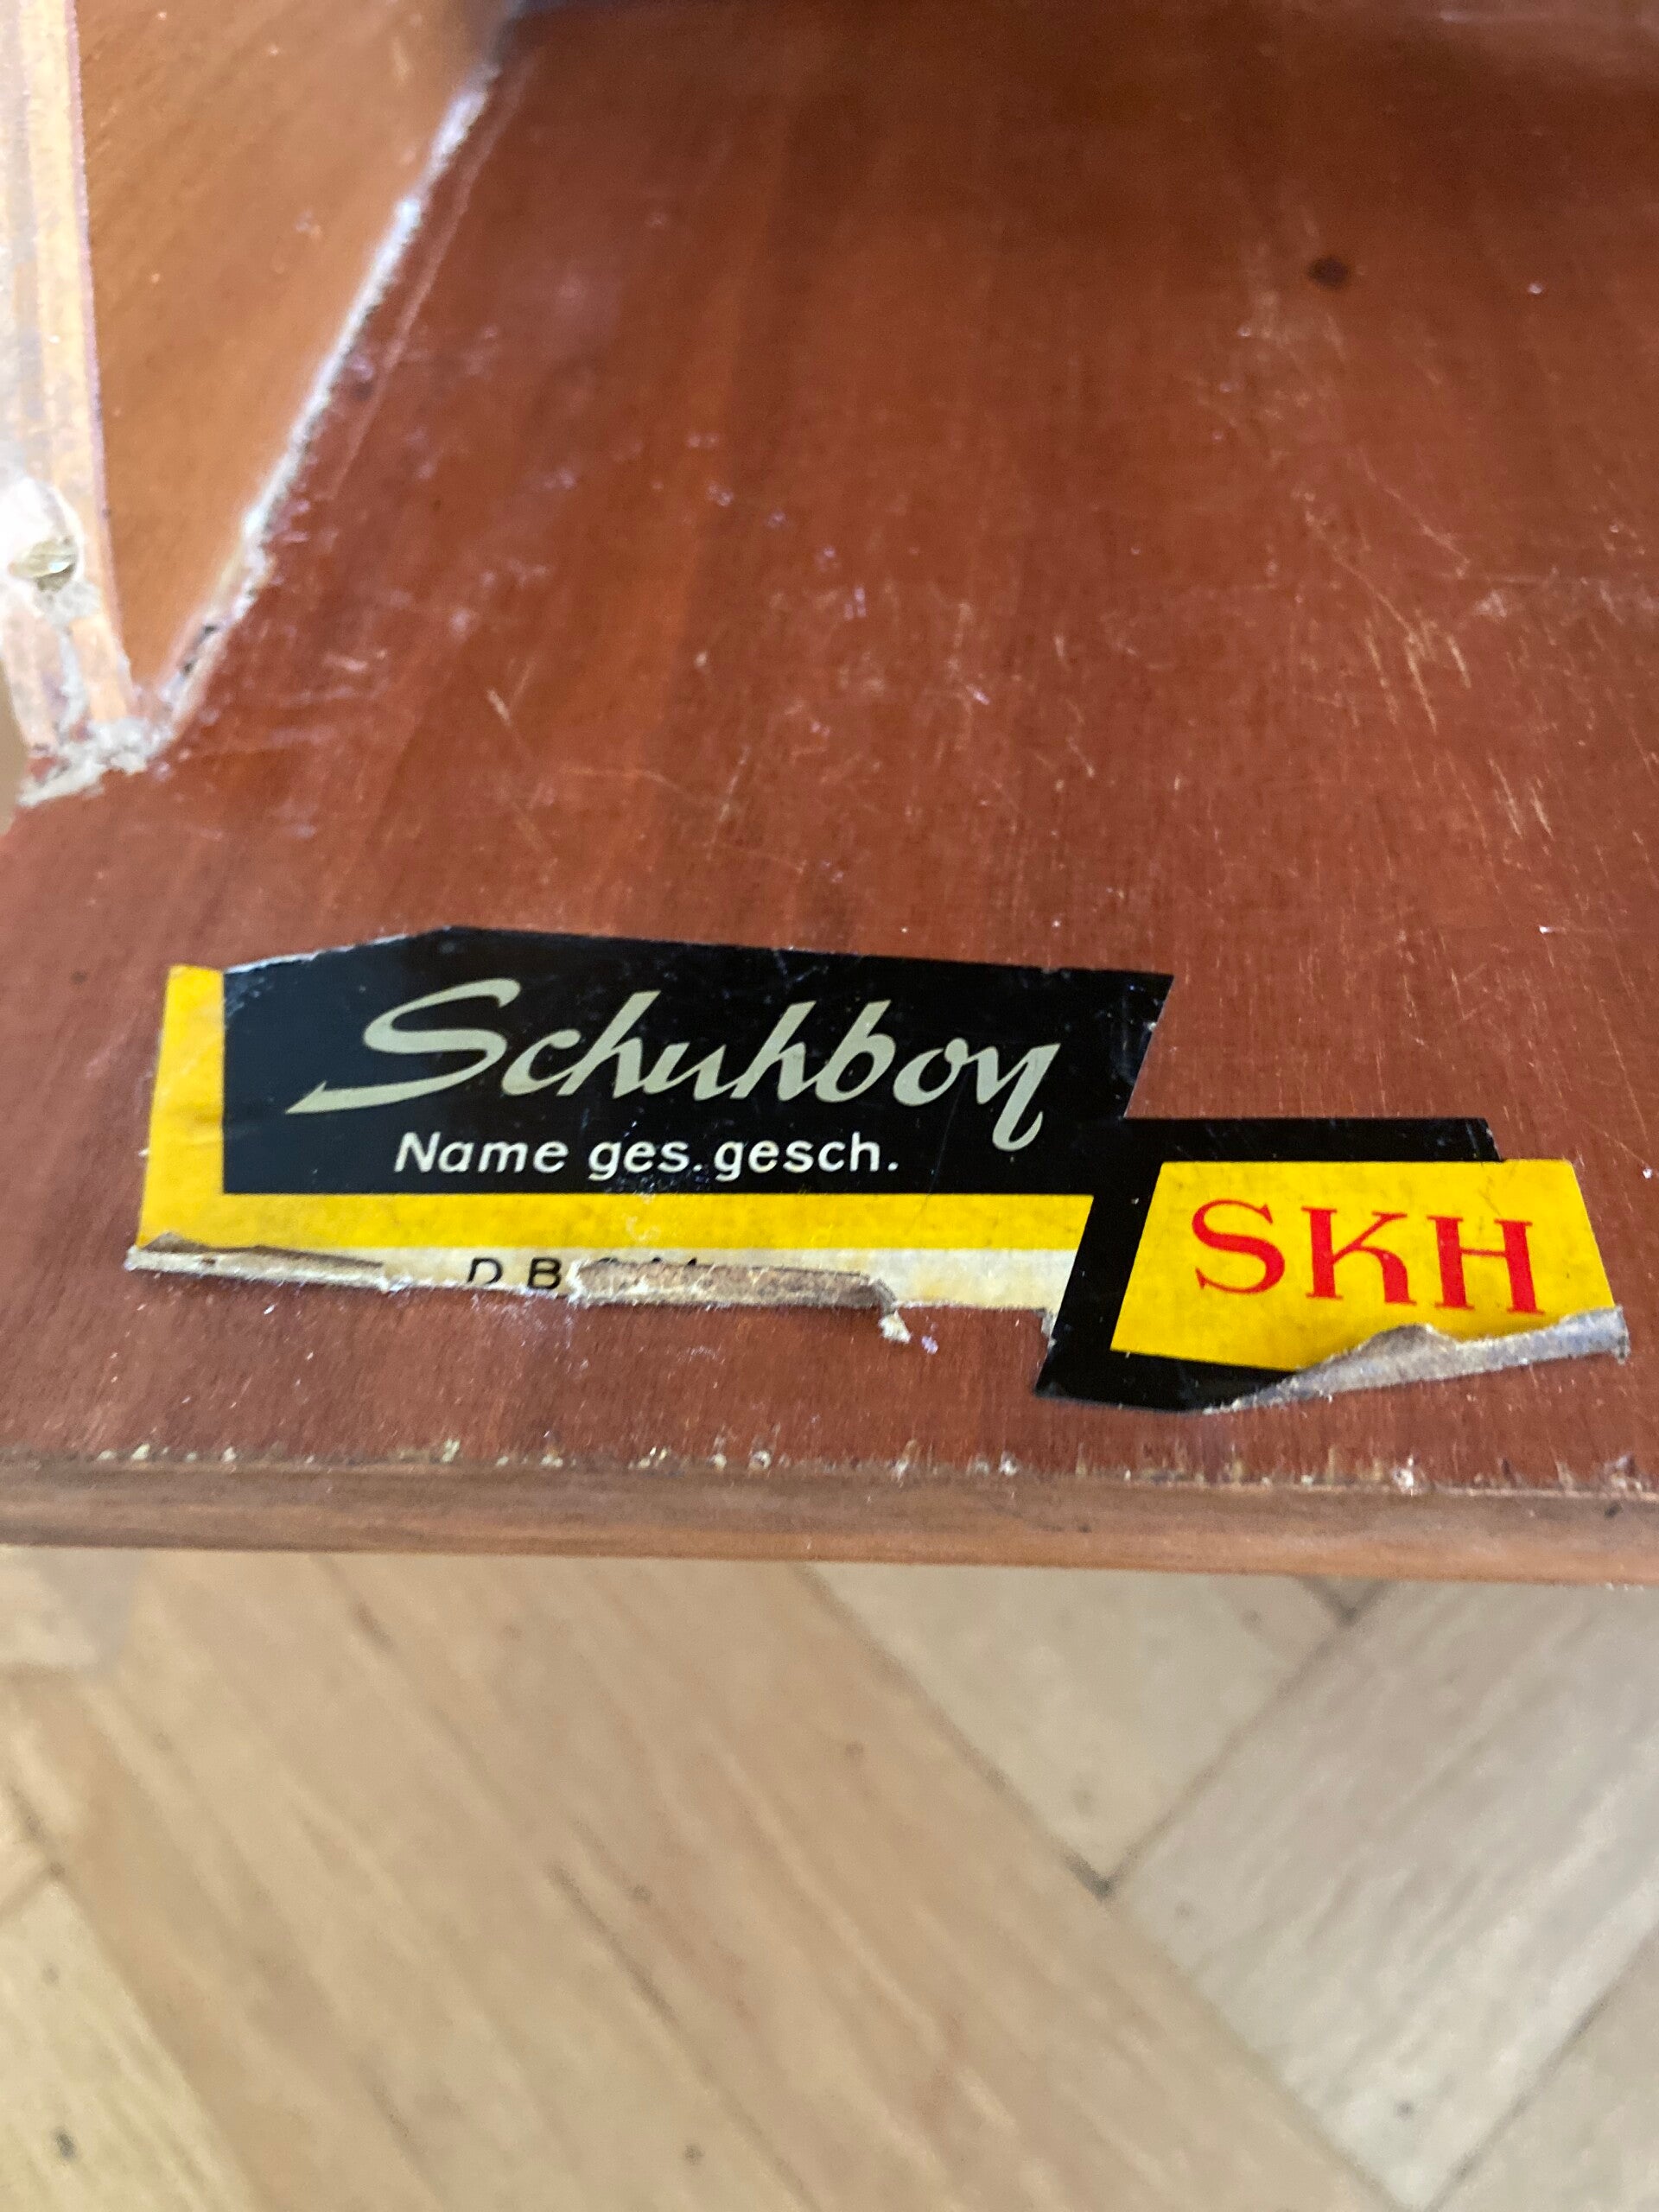 Schuhboy
Name ges. gesch.
SKH